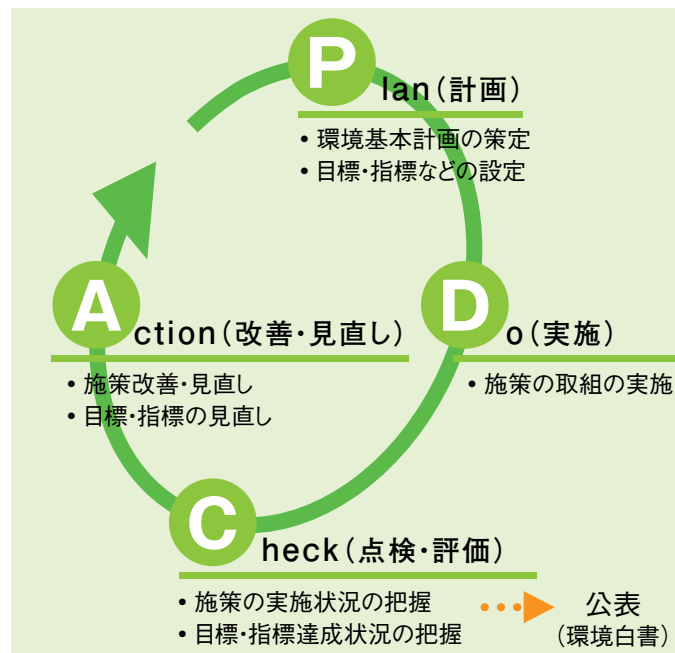 Plan（計画）
• 環境基本計画の策定
• 目標・指標などの設定
Do（実施）
• 施策の取組の実施
Check（点検・評価）
• 施策の実施状況の把握
• 目標・指標達成状況の把握
公表
（環境白書）
Action（改善・見直し）
• 施策改善・見直し
• 目標・指標の見直し